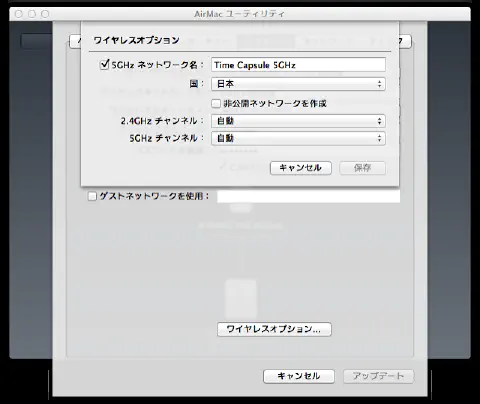 AirMac ユーティリティ
ワイヤレスオプション
5GHz ネットワーク名： Time Capsule 5GHz
国： 日本
非公開ネットワークを作成
2.4GHz チャンネル： 自動
5GHz チャンネル： 自動
キャンセル 保存
ゲストネットワークを使用：
ワイヤレスオプション...
キャンセル アップデート